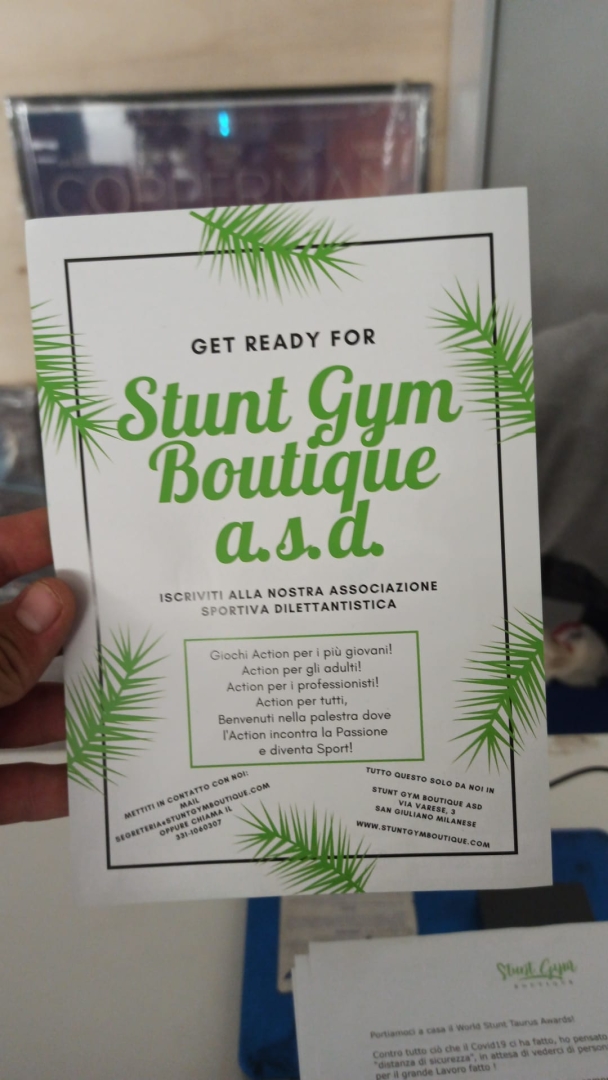 COPPERMAN
GET READY FOR
Stunt Gym
Boutique
a.s.d.
ISCRIVITI ALLA NOSTRA ASSOCIAZIONE
SPORTIVA DILETTANTISTICA
Giochi Action per i più giovani!
Action per gli adulti!
Action per i professionisti!
Action per tutti,
Benvenuti nella palestra dove
l'Action incontra la Passione
e diventa Sport!
METTITI IN CONTATTO CON NOI:
MAIL
SEGRETERIA@STUNTGYMBOUTIQUE.COM
OPPURE CHIAMA IL
331-1060307
TUTTO QUESTO SOLO DA NOI IN
STUNT GYM BOUTIQUE ASD
VIA VARESE, 3
SAN GIULIANO MILANESE
WWW.STUNTGYMBOUTIQUE.COM
Stunt Gym
BOUTIQUE
Portiamoci a casa il World Stunt Taurus Awards!
Contro tutto ciò che il Covid19 ci ha fatto, ho pensato
"distanza di sicurezza", in attesa di vederci di person
per il grande Lavoro fatto !